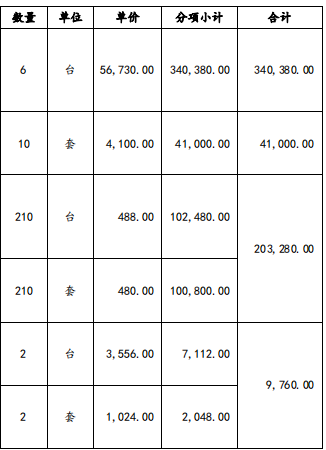 数量 单位 单价 分项小计 合计
6 台 56,730.00 340,380.00 340,380.00
10 套 4,100.00 41,000.00 41,000.00
210 台 488.00 102,480.00
203,280.00
210 套 480.00 100,800.00
2 台 3,556.00 7,112.00
9,760.00
2 套 1,024.00 2,048.00